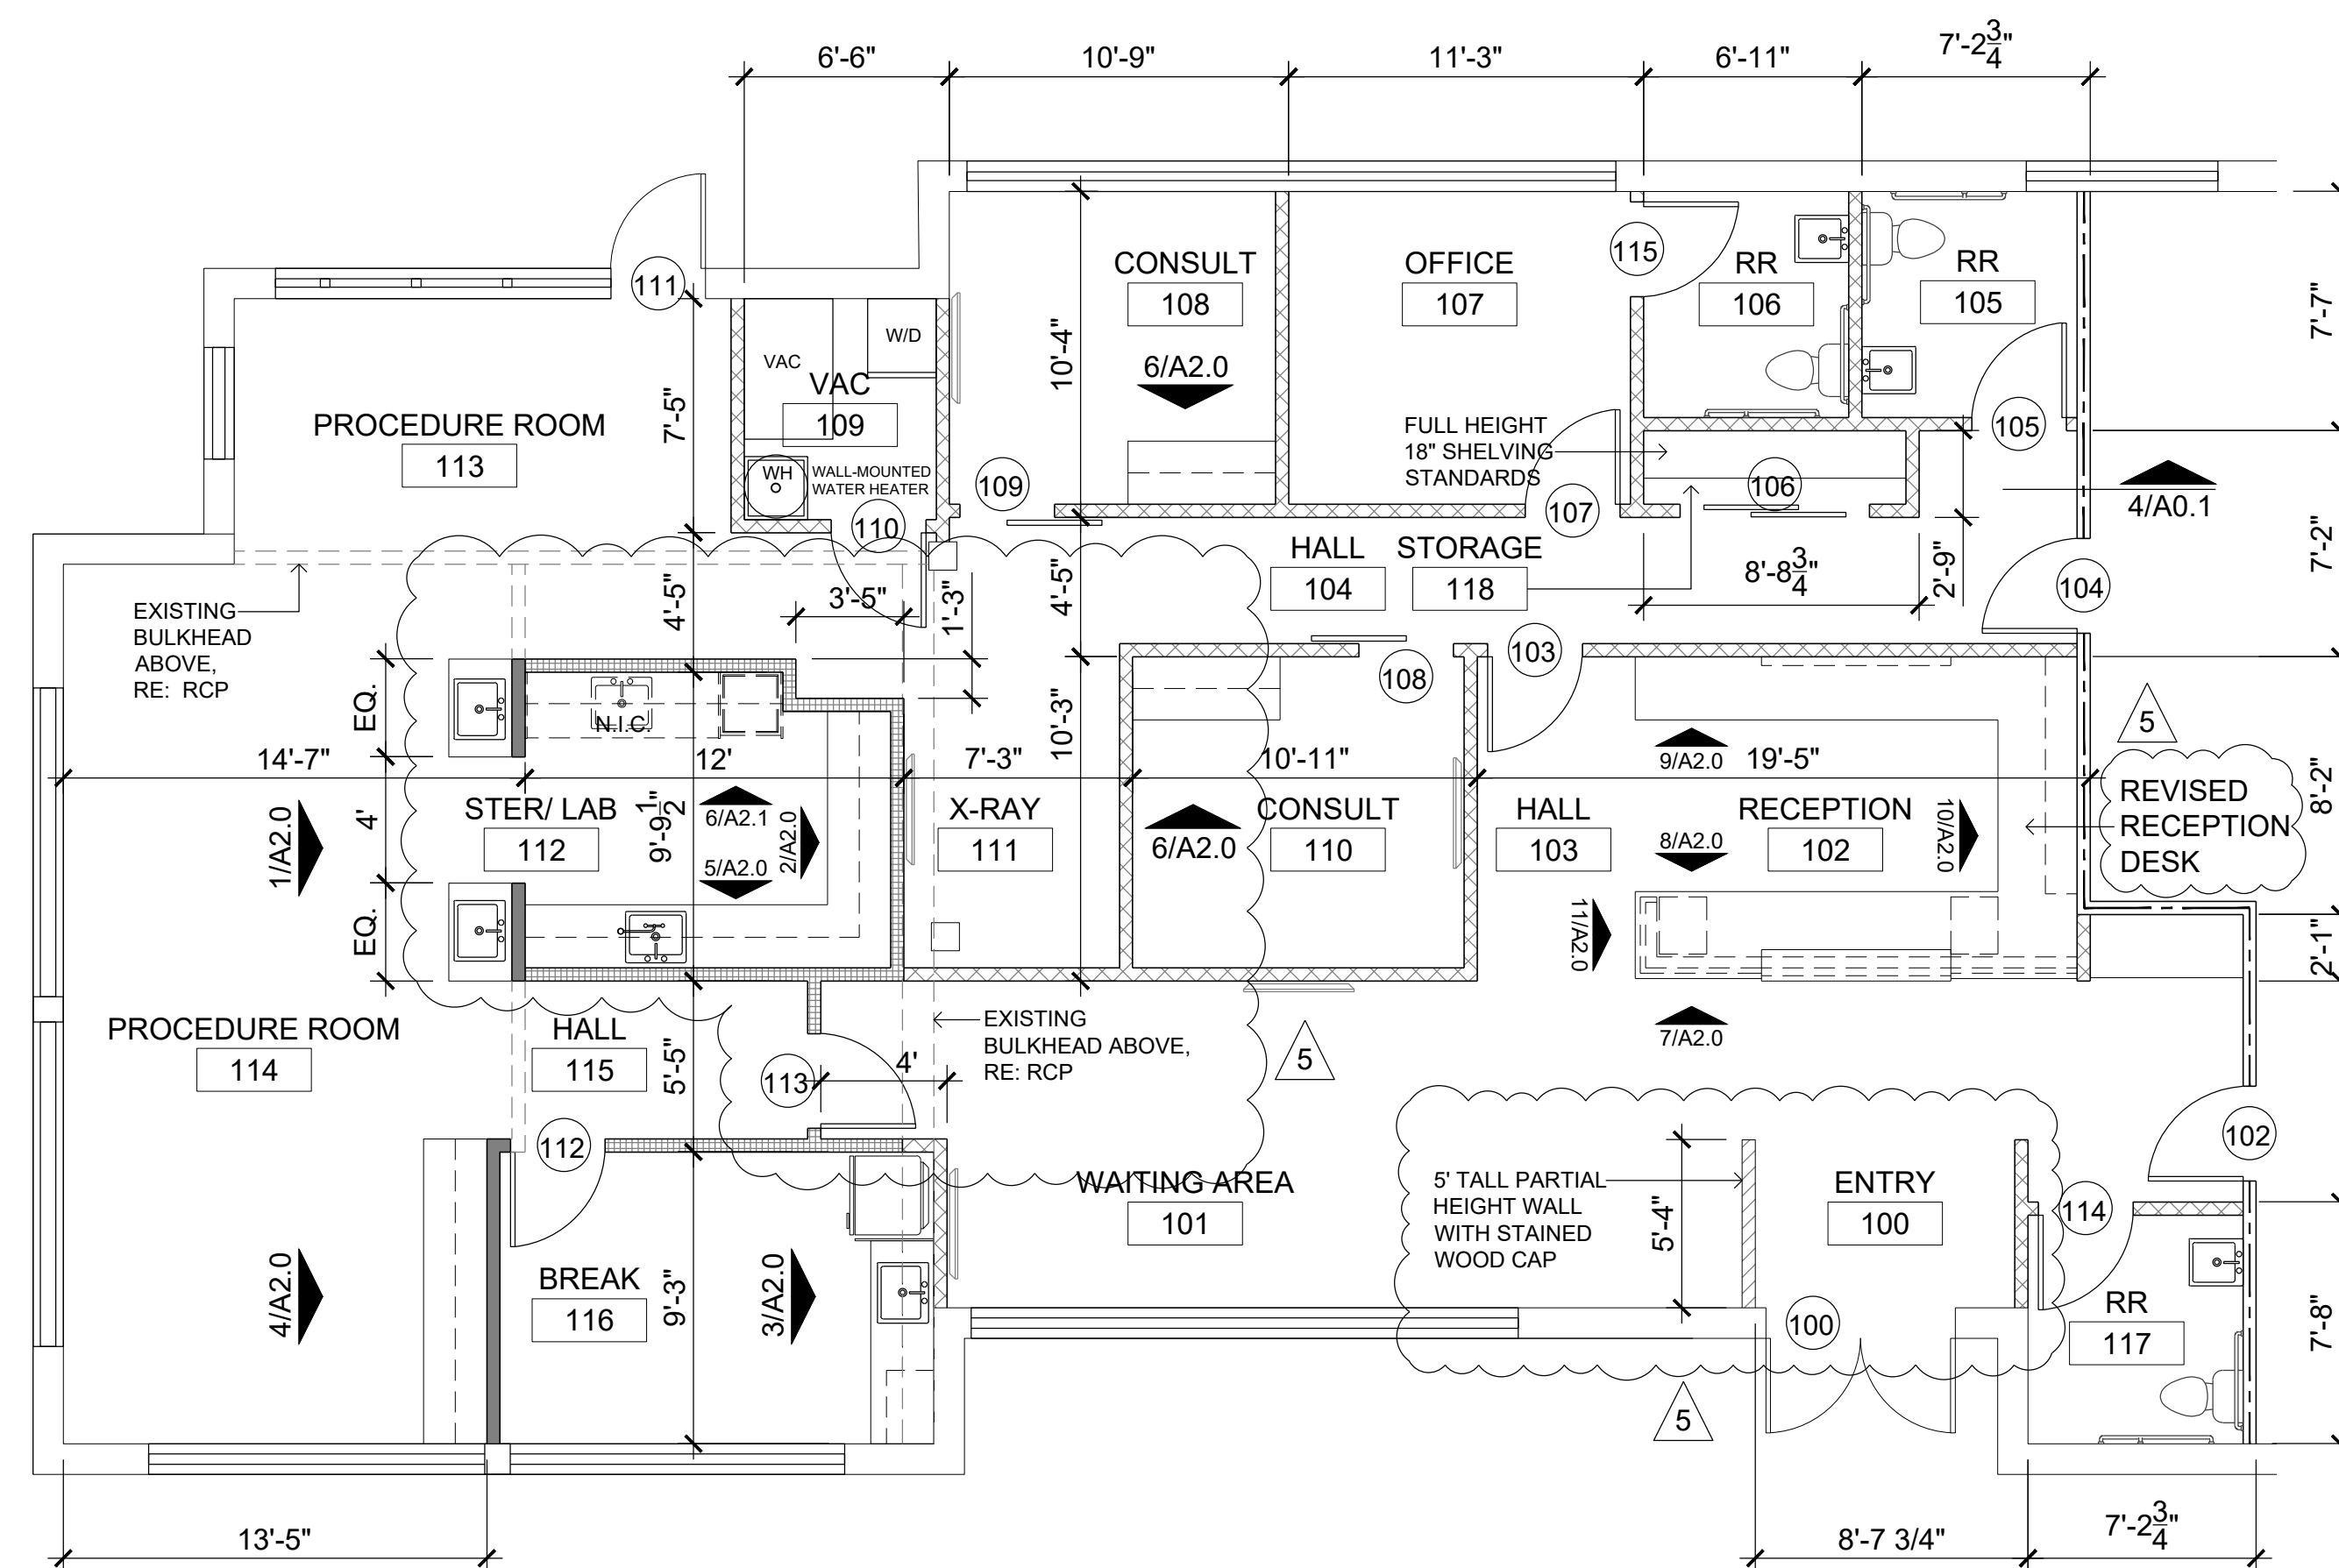 6'-6"
10'-9"
11'-3"
6'-11"
7'-2 3/4"
111
CONSULT
108
6/A2.0
OFFICE
107
115
RR
106
RR
105
7'-7"
10'-4"
7'-5"
VAC
W/D
VAC
109
WH
WALL-MOUNTED
WATER HEATER
110
PROCEDURE ROOM
113
109
FULL HEIGHT
18" SHELVING
STANDARDS
107
106
105
4/A0.1
7'-2"
HALL
104
STORAGE
118
8'-8 3/4"
2'-9"
104
EXISTING
BULKHEAD
ABOVE,
RE: RCP
4'-5"
3'-5"
1'-3"
4'-5"
103
108
EQ.
N.I.C.
10'-3"
5
14'-7"
12'
7'-3"
10'-11"
9/A2.0
19'-5"
8'-2"
REVISED
RECEPTION
DESK
1/A2.0
4'
STER/ LAB
112
9'-9 1/2"
6/A2.1
5/A2.0
2/A2.0
X-RAY
111
6/A2.0
CONSULT
110
HALL
103
8/A2.0
RECEPTION
102
10/A2.0
EQ.
11/A2.0
2'-1"
PROCEDURE ROOM
114
HALL
115
5'-5"
113
4'
EXISTING
BULKHEAD ABOVE,
RE: RCP
5
7/A2.0
112
102
WAITING AREA
101
5' TALL PARTIAL
HEIGHT WALL
WITH STAINED
WOOD CAP
5'-4"
ENTRY
100
114
4/A2.0
BREAK
116
9'-3"
3/A2.0
100
RR
117
7'-8"
5
13'-5"
8'-7 3/4"
7'-2 3/4"